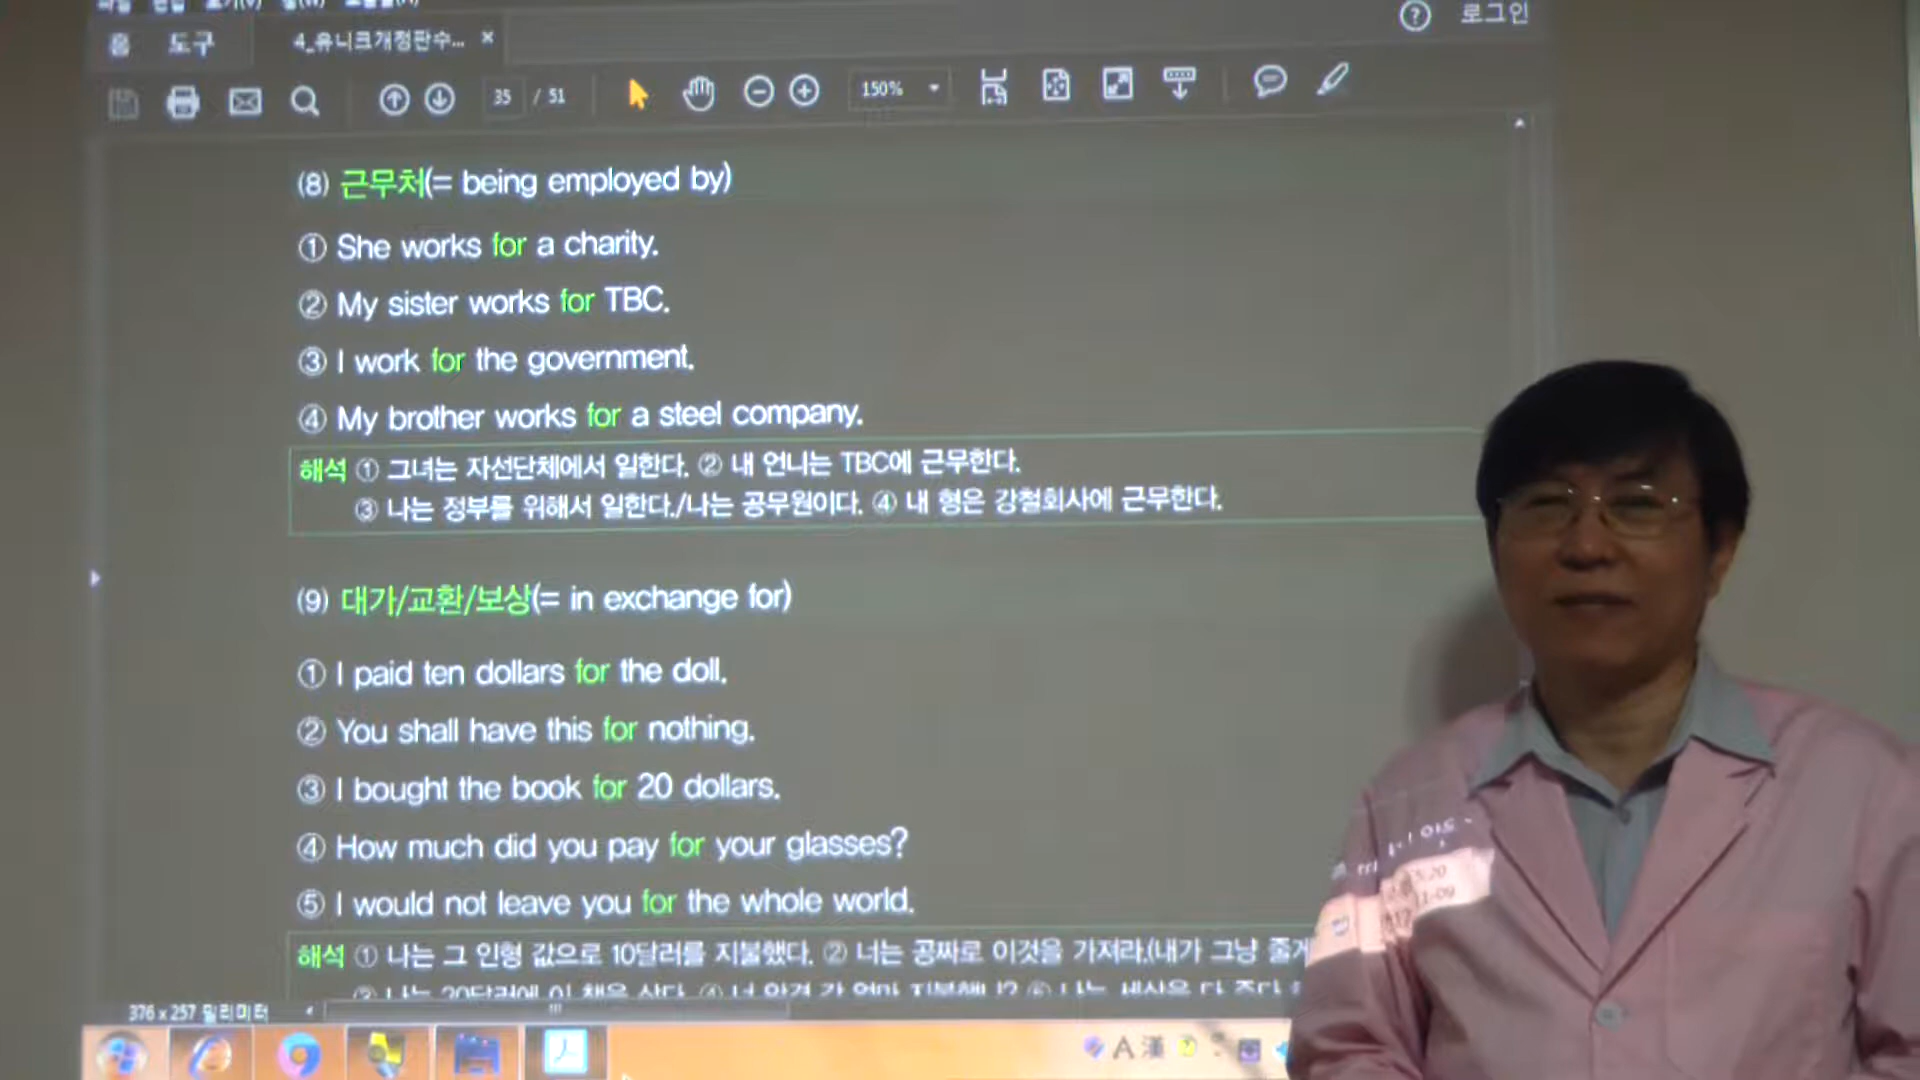 로그인
홈 도구 4_유니크개정판수... ×
35 / 51 150%
(8) 근무처(= being employed by)
① She works for a charity.
② My sister works for TBC.
③ I work for the government.
④ My brother works for a steel company.
해석 ① 그녀는 자선단체에서 일한다. ② 내 언니는 TBC에 근무한다.
③ 나는 정부를 위해서 일한다./나는 공무원이다. ④ 내 형은 강철회사에 근무한다.
(9) 대가/교환/보상(= in exchange for)
① I paid ten dollars for the doll.
② You shall have this for nothing.
③ I bought the book for 20 dollars.
④ How much did you pay for your glasses?
⑤ I would not leave you for the whole world.
해석 ① 나는 그 인형 값으로 10달러를 지불했다. ② 너는 공짜로 이것을 가져라.(내가 그냥 줄게
376 x 257 밀리미터
A 漢